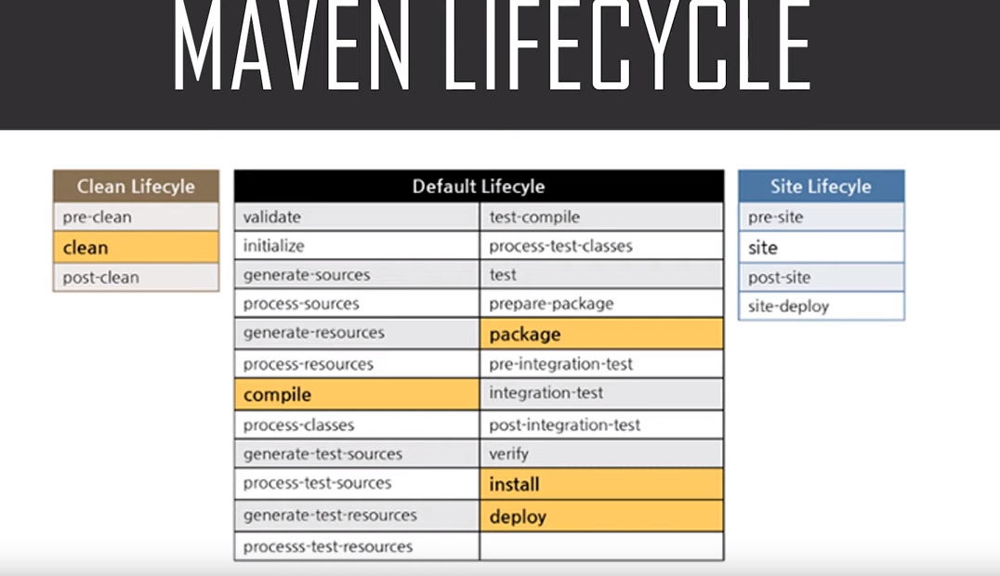 MAVEN LIFECYCLE
Clean Lifecyle
pre-clean
clean
post-clean
Default Lifecyle
validate
initialize
generate-sources
process-sources
generate-resources
process-resources
compile
process-classes
generate-test-sources
process-test-sources
generate-test-resources
processs-test-resources
test-compile
process-test-classes
test
prepare-package
package
pre-integration-test
integration-test
post-integration-test
verify
install
deploy
Site Lifecyle
pre-site
site
post-site
site-deploy